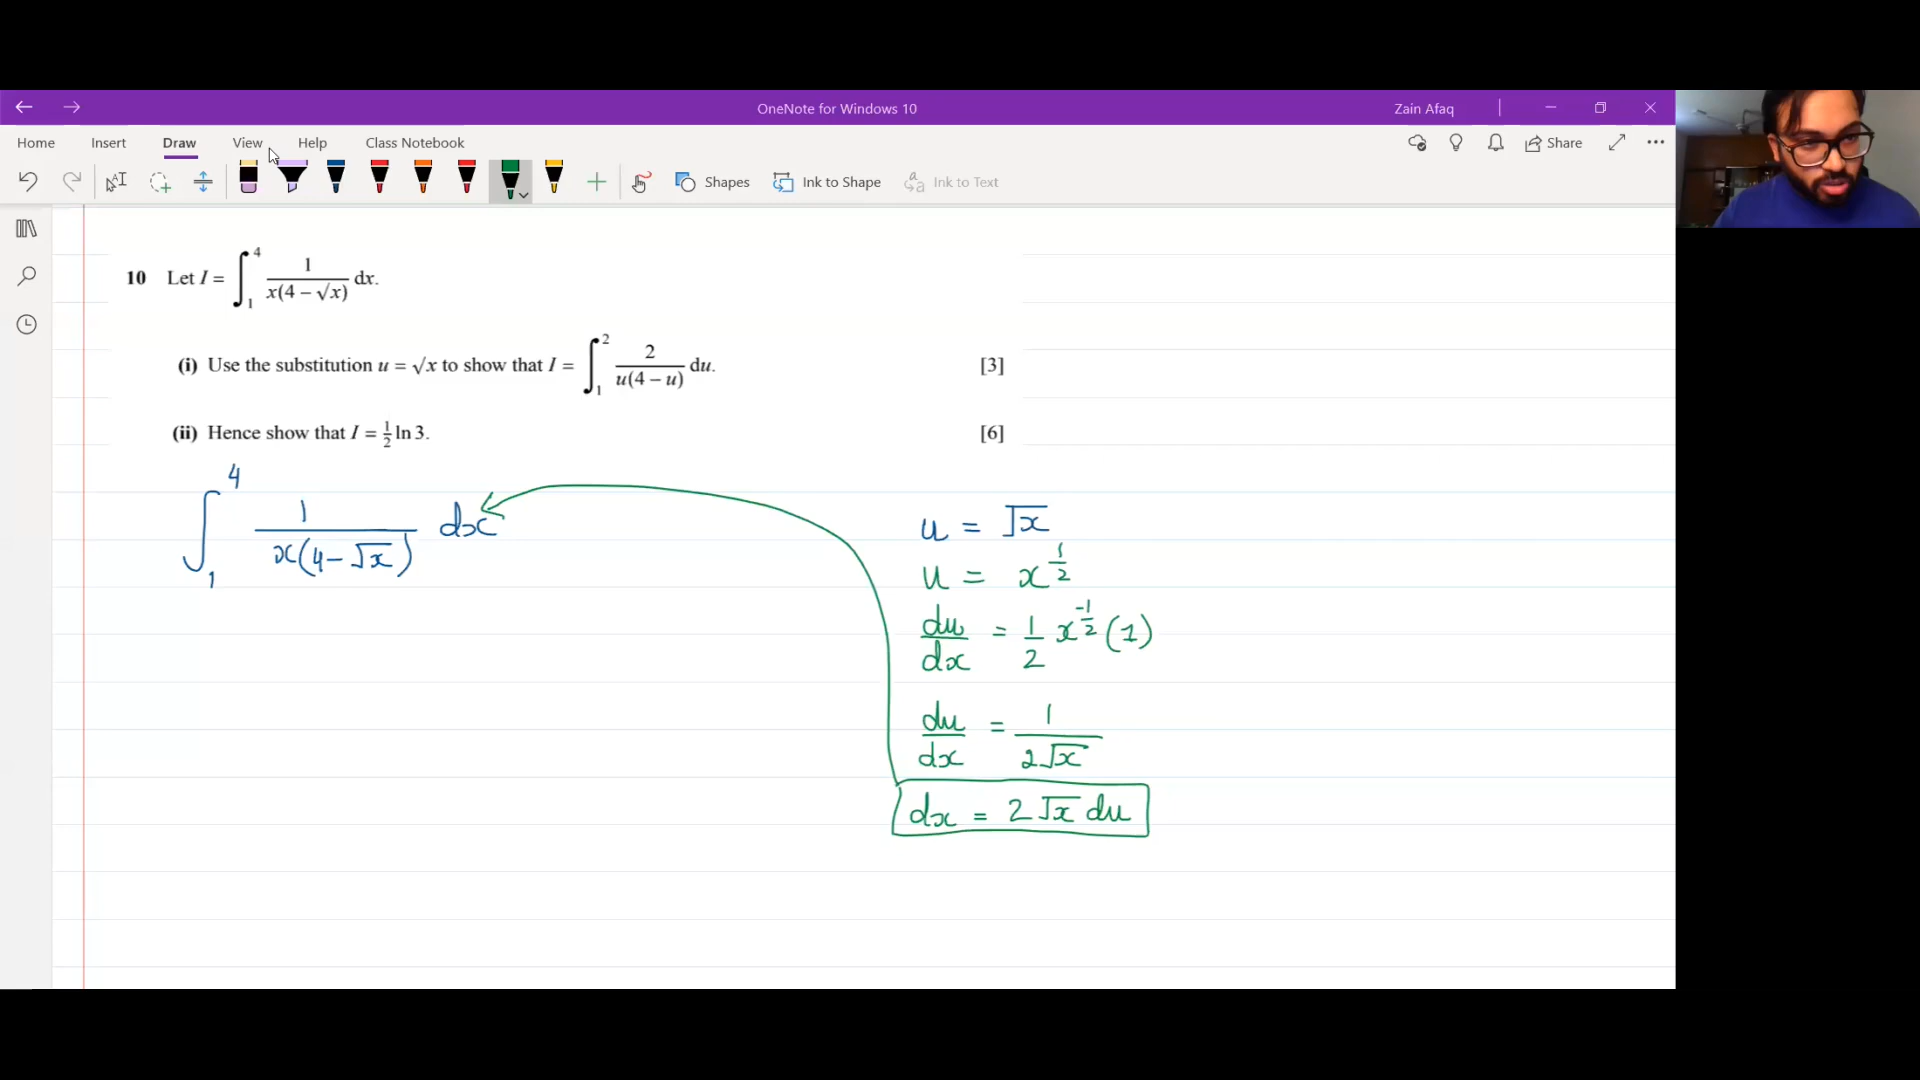 OneNote for Windows 10
Zain Afaq
Home Insert Draw View Help Class Notebook
Share
Shapes Ink to Shape Ink to Text
10 Let I = ∫₁⁴ 1/(x(4 − √x)) dx.
(i) Use the substitution u = √x to show that I = ∫₁² 2/(u(4 − u)) du. [3]
(ii) Hence show that I = ½ ln 3. [6]
∫₁⁴ 1/(x(4−√x)) dx
u = √x
u = x^(1/2)
du/dx = 1/2 x^(-1/2) (1)
du/dx = 1/(2√x)
dx = 2√x du